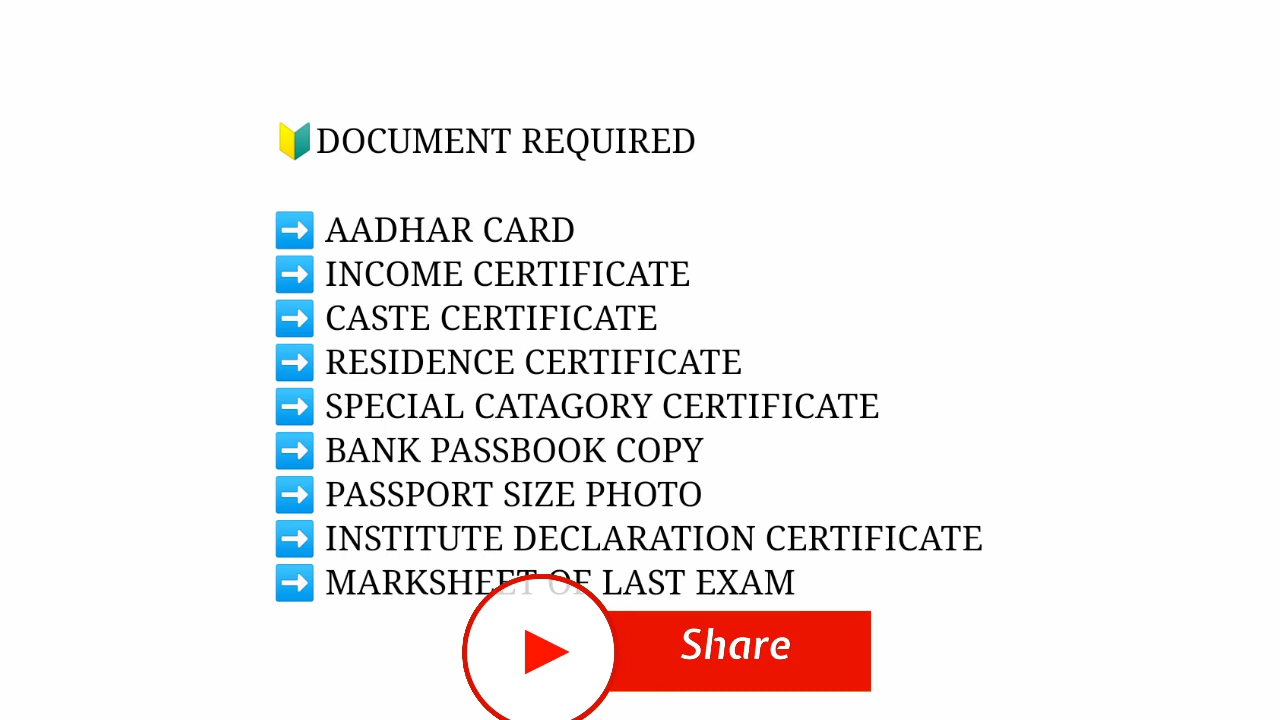 🔰DOCUMENT REQUIRED
➡️ AADHAR CARD
➡️ INCOME CERTIFICATE
➡️ CASTE CERTIFICATE
➡️ RESIDENCE CERTIFICATE
➡️ SPECIAL CATAGORY CERTIFICATE
➡️ BANK PASSBOOK COPY
➡️ PASSPORT SIZE PHOTO
➡️ INSTITUTE DECLARATION CERTIFICATE
➡️ MARKSHEET OF LAST EXAM
Share